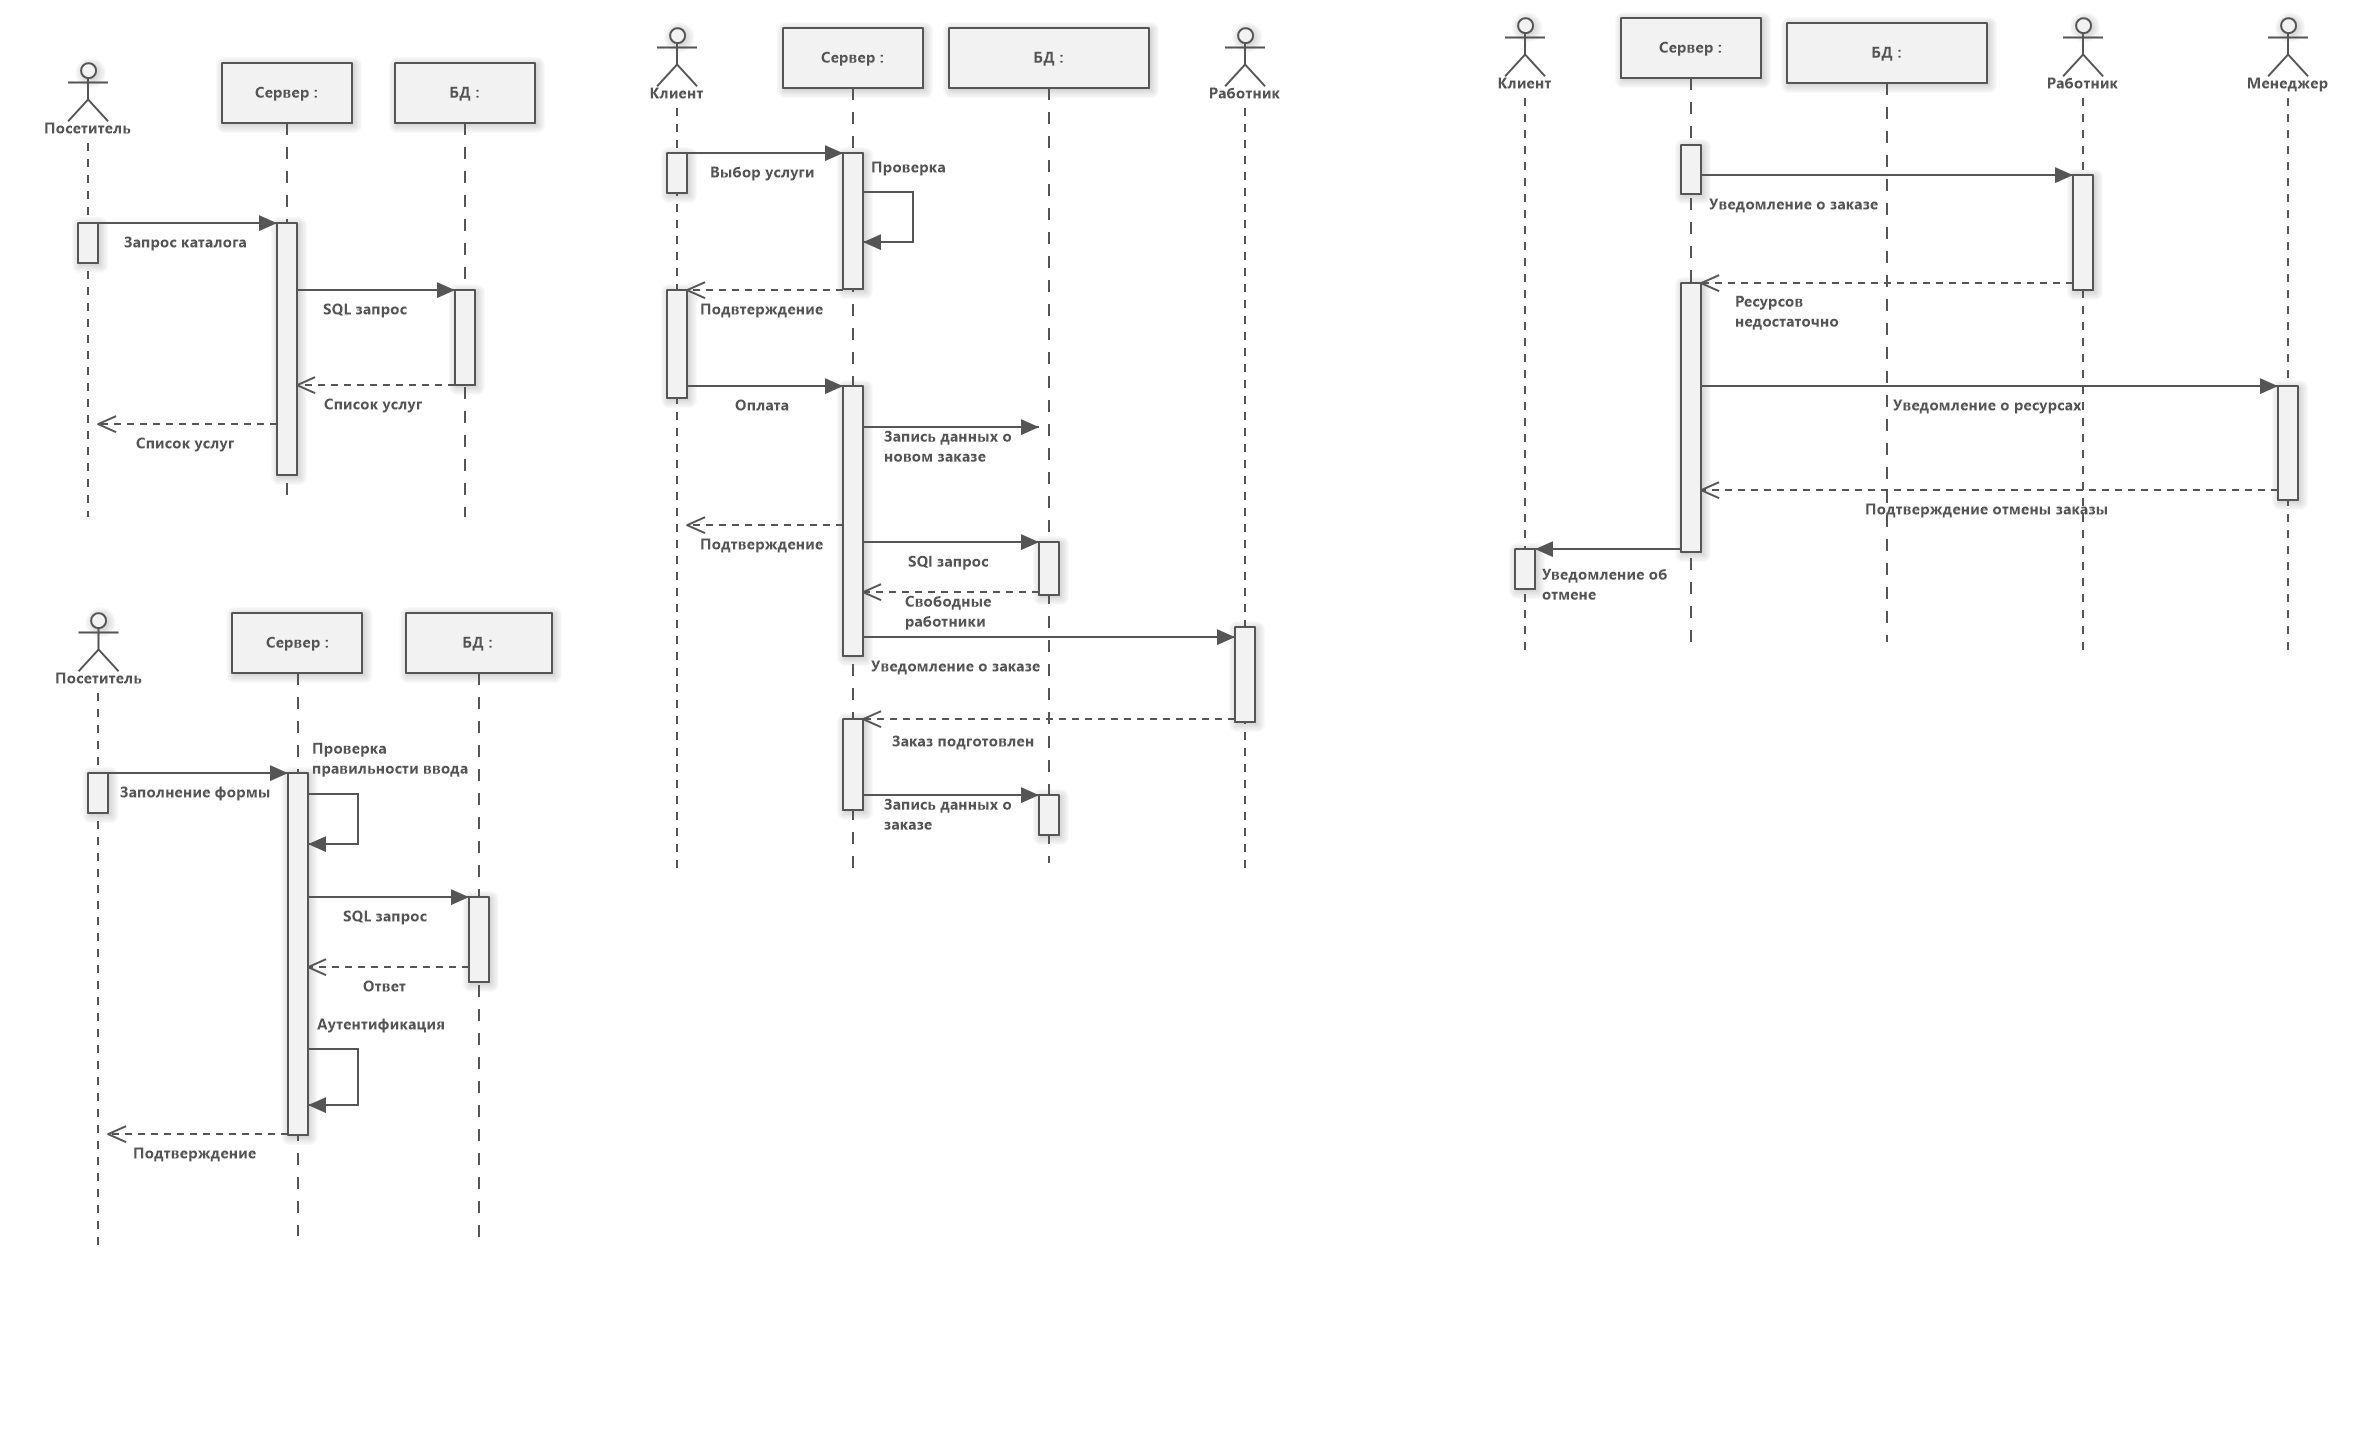 Посетитель
Сервер :
БД :
Запрос каталога
SQL запрос
Список услуг
Список услуг
Посетитель
Сервер :
БД :
Проверка
правильности ввода
Заполнение формы
SQL запрос
Ответ
Аутентификация
Подтверждение
Клиент
Сервер :
БД :
Работник
Выбор услуги
Проверка
Подвтерждение
Оплата
Запись данных о
новом заказе
Подтверждение
SQl запрос
Свободные
работники
Уведомление о заказе
Заказ подготовлен
Запись данных о
заказе
Клиент
Сервер :
БД :
Работник
Менеджер
Уведомление о заказе
Ресурсов
недостаточно
Уведомление о ресурсах
Подтверждение отмены заказы
Уведомление об
отмене